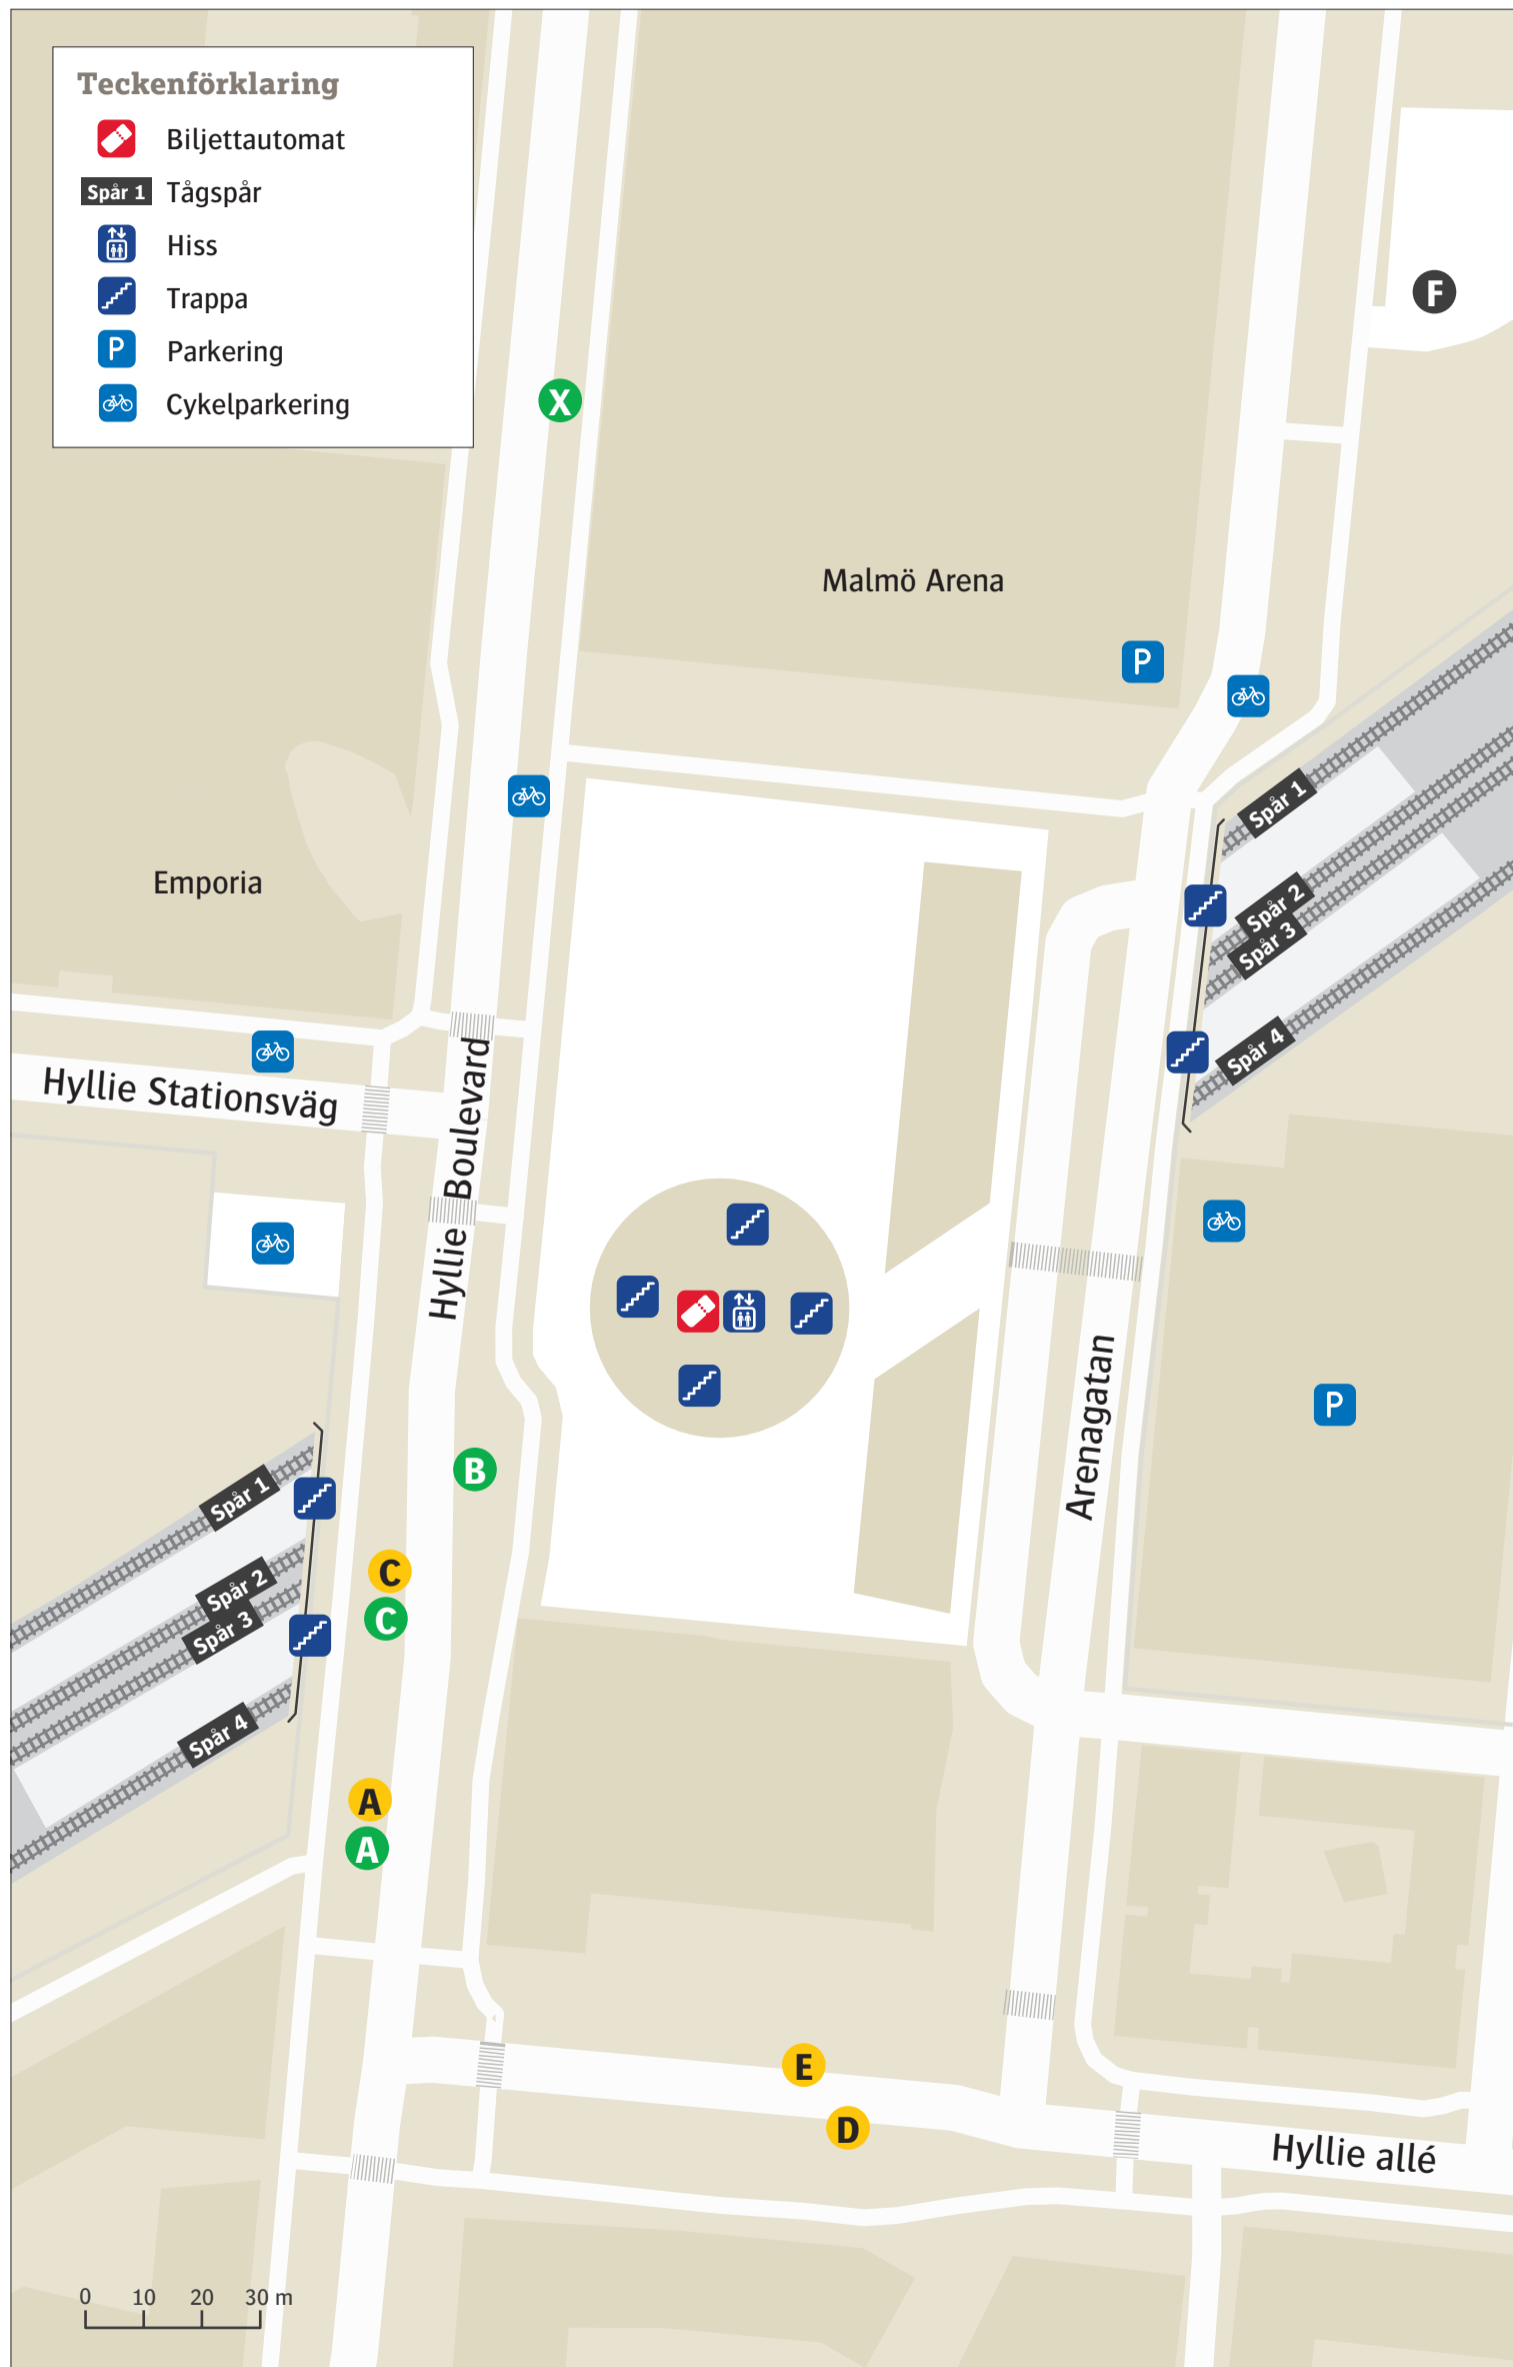 Teckenförklaring
Biljettautomat
Spår 1 Tågspår
Hiss
Trappa
P Parkering
Cykelparkering
F
X
Malmö Arena
P
Spår 1
Emporia
Spår 2
Spår 3
Spår 4
Hyllie Stationsväg
Hyllie Boulevard
Arenagatan
P
B
Spår 1
C
Spår 2
C
Spår 3
Spår 4
A
A
E
D
Hyllie allé
0 10 20 30 m